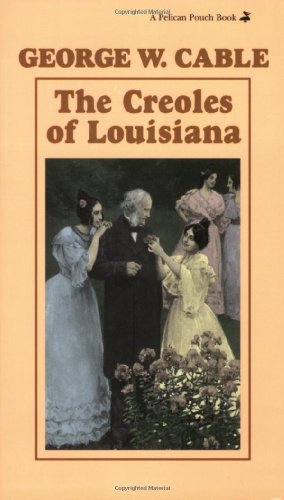 A Pelican Pouch Book
GEORGE W. CABLE
The Creoles
of Louisiana